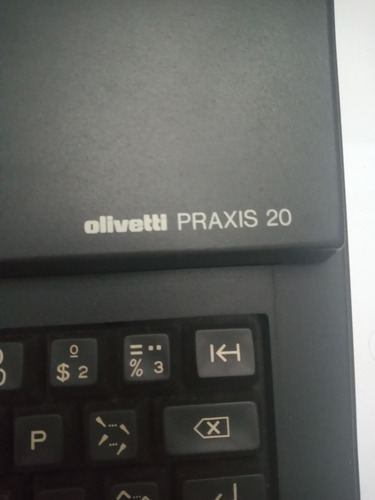 olivetti PRAXIS 20
º = ¨
$ 2 % 3
P